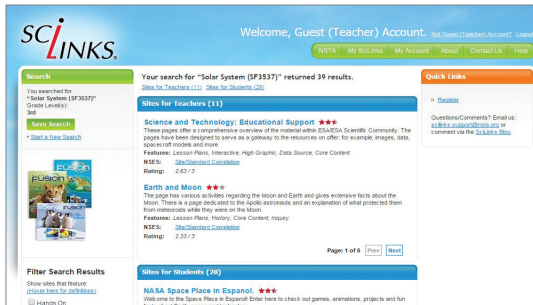 SCiLINKS®
Welcome, Guest (Teacher) Account. Not Guest (Teacher) Account? Logout
NSTA My SciLinks My Account About Contact Us Help
Search
You searched for
"Solar System (SF3537)"
Grade Level(s):
3rd
Save Search
Start a New Search
FUSION
FUSION
Filter Search Results
Show sites that feature:
(Hover here for definitions)
Hands On
Your search for "Solar System (SF3537)" returned 39 results.
Sites for Teachers (11) Sites for Students (28)
Sites for Teachers (11)
Science and Technology: Educational Support
These pages offer a comprehensive overview of the material within ESA/ESA Scientific Community. The
pages have been designed to serve as a gateway to the resources on offer: for example, images, data,
spacecraft models and more.
Features: Lesson Plans, Interactive, High Graphic, Data Source, Core Content
NSES: Site/Standard Correlation
Rating: 2.63 / 3
Earth and Moon
The page has various activities regarding the Moon and Earth and gives extensive facts about the
Moon. There is a page dedicated to the Apollo astronauts and an explanation of what protected them
from meteoroids while they were on the Moon.
Features: Lesson Plans, History, Core Content, Inquiry
NSES: Site/Standard Correlation
Rating: 2.33 / 3
Page: 1 of 6 Prev Next
Sites for Students (28)
NASA Space Place in Espanol.
Welcome to the Space Place in Espanol! Enter here to check out games, animations, projects and fun
Quick Links
Register
Questions/Comments? Email us:
scilinks.support@nsta.org or
comment via the SciLinks Blog.